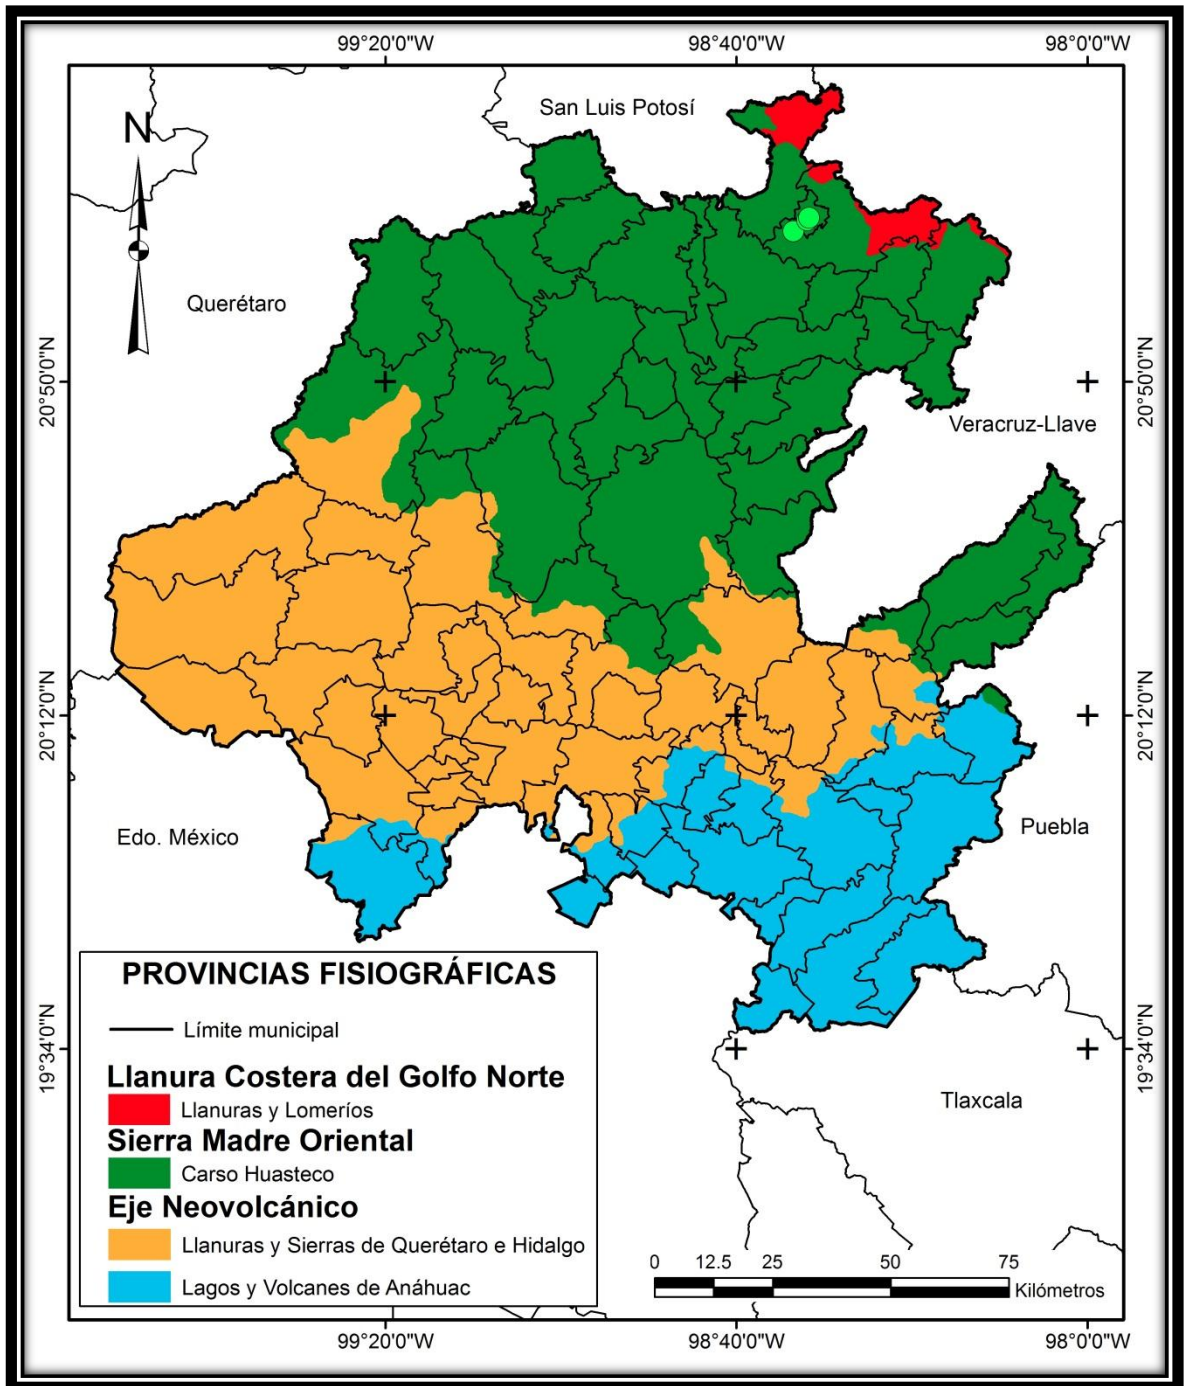 99°20'0"W 98°40'0"W 98°0'0"W
San Luis Potosí
N
Querétaro
20°50'0"N 20°50'0"N
Veracruz-Llave
20°12'0"N 20°12'0"N
Edo. México
Puebla
PROVINCIAS FISIOGRÁFICAS
Límite municipal
19°34'0"N 19°34'0"N
Llanura Costera del Golfo Norte
Llanuras y Lomeríos
Tlaxcala
Sierra Madre Oriental
Carso Huasteco
Eje Neovolcánico
Llanuras y Sierras de Querétaro e Hidalgo
Lagos y Volcanes de Anáhuac
0 12.5 25 50 75
Kilómetros
99°20'0"W 98°40'0"W 98°0'0"W